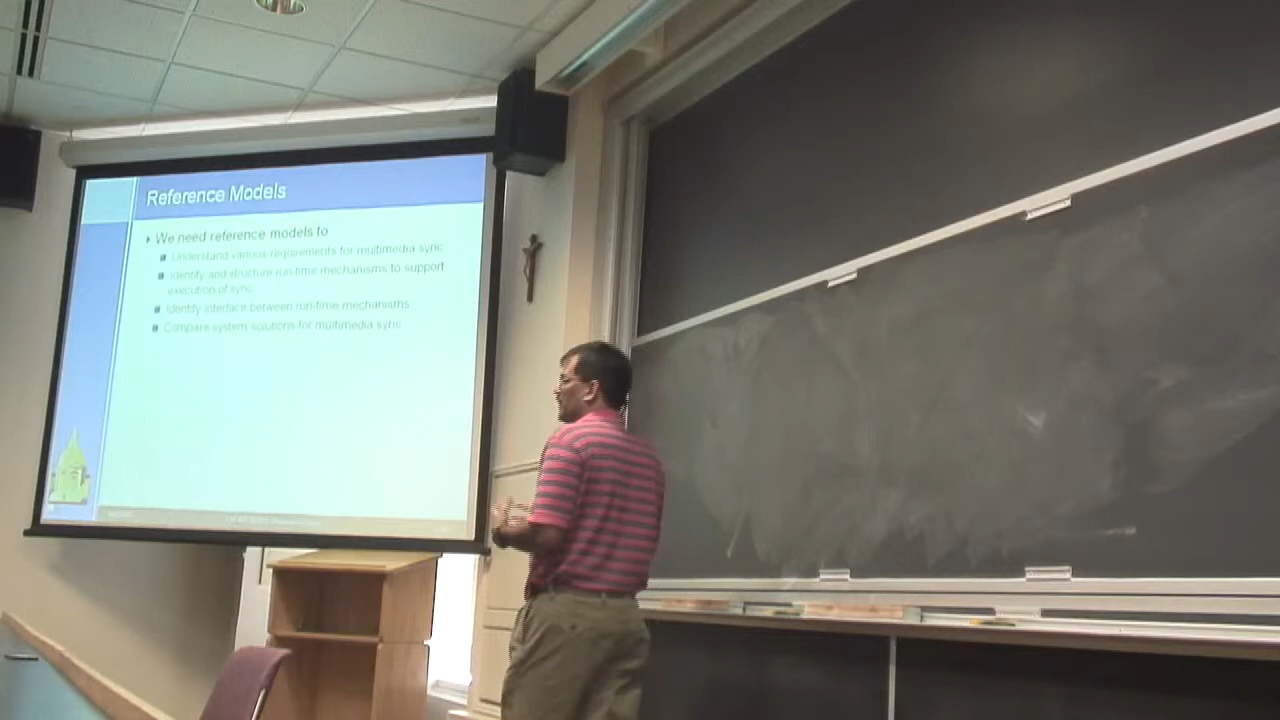 Reference Models
We need reference models to
Understand various requirements for multimedia sync
Identify and structure run-time mechanisms to support
execution of sync
Identify interface between run-time mechanisms
Compare system solutions for multimedia sync